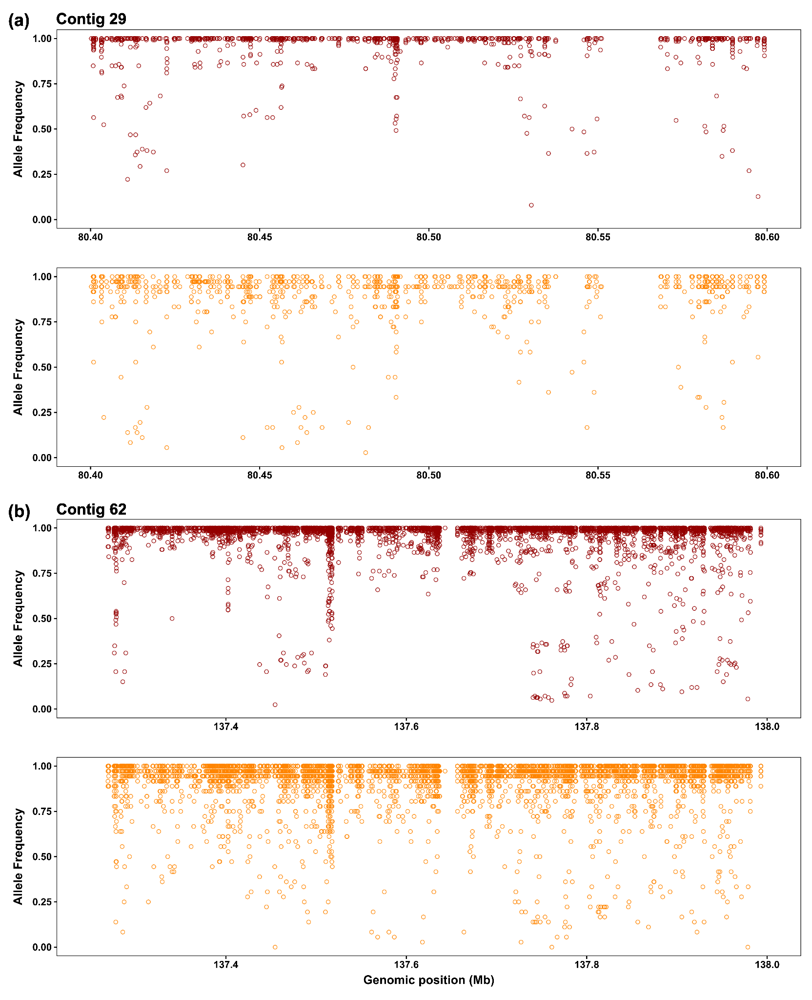 (a) Contig 29
1.00
0.75
0.50
0.25
0.00
Allele Frequency
80.40 80.45 80.50 80.55 80.60
1.00
0.75
0.50
0.25
0.00
Allele Frequency
80.40 80.45 80.50 80.55 80.60
(b) Contig 62
1.00
0.75
0.50
0.25
0.00
Allele Frequency
137.4 137.6 137.8 138.0
1.00
0.75
0.50
0.25
0.00
Allele Frequency
137.4 137.6 137.8 138.0
Genomic position (Mb)